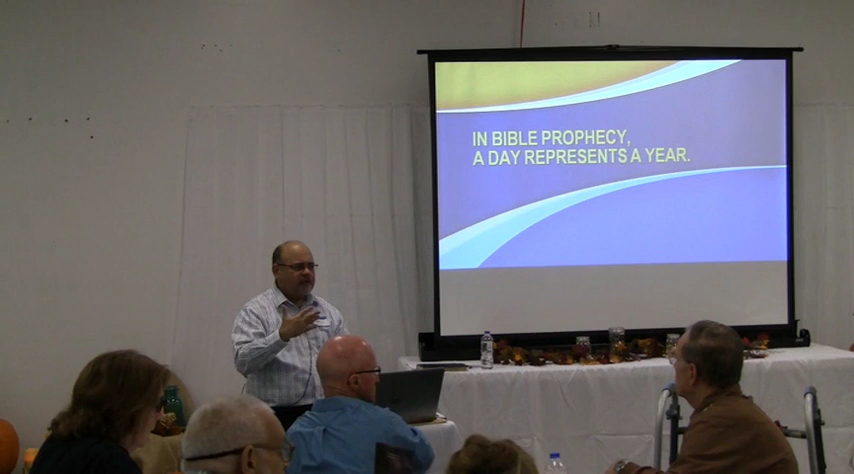 IN BIBLE PROPHECY,
A DAY REPRESENTS A YEAR.